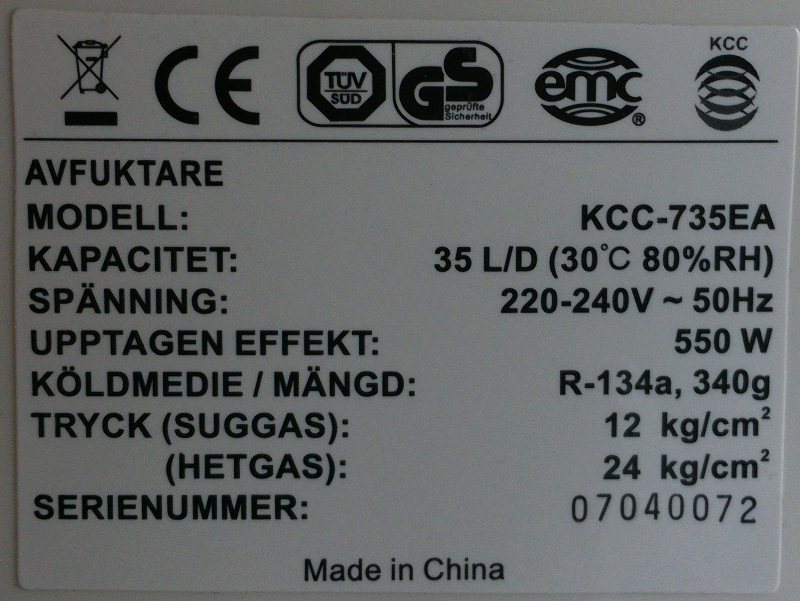 CE TÜV SÜD GS geprüfte Sicherheit emc ® KCC
AVFUKTARE
MODELL: KCC-735EA
KAPACITET: 35 L/D (30°C 80%RH)
SPÄNNING: 220-240V ~ 50Hz
UPPTAGEN EFFEKT: 550 W
KÖLDMEDIE / MÄNGD: R-134a, 340g
TRYCK (SUGGAS): 12 kg/cm²
(HETGAS): 24 kg/cm²
SERIENUMMER: 07040072
Made in China